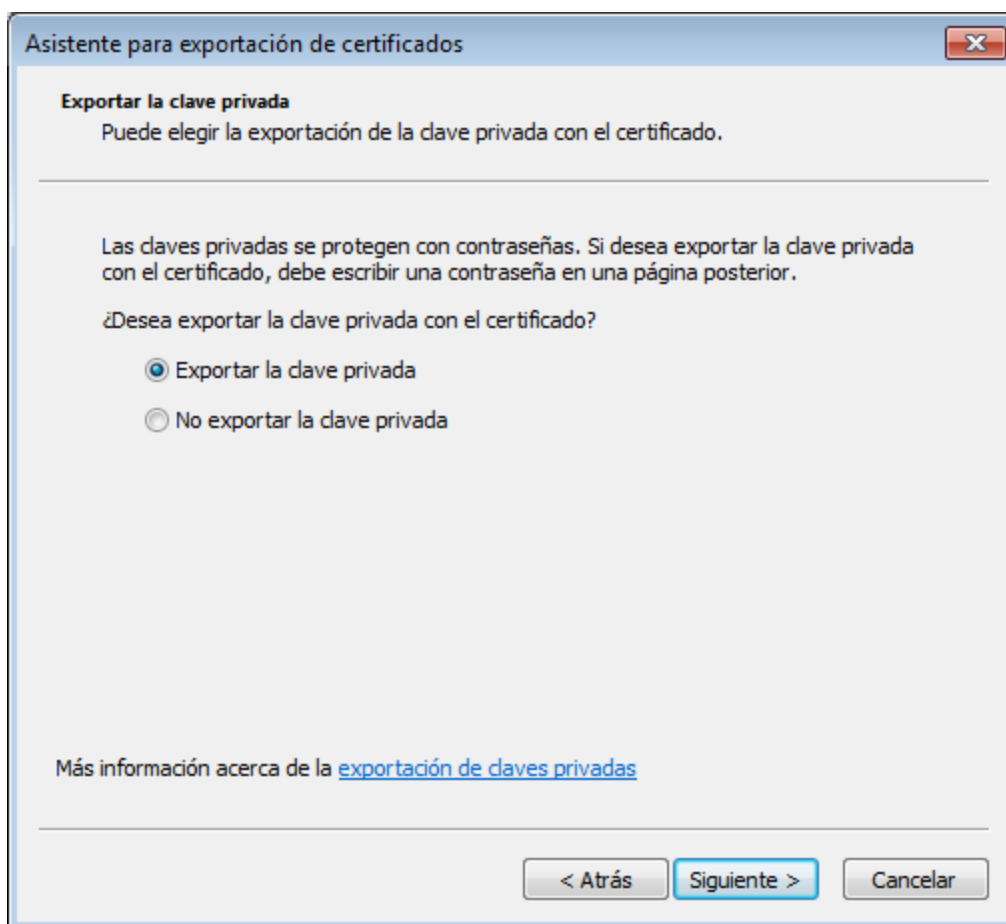 Asistente para exportación de certificados
Exportar la clave privada
Puede elegir la exportación de la clave privada con el certificado.
Las claves privadas se protegen con contraseñas. Si desea exportar la clave privada
con el certificado, debe escribir una contraseña en una página posterior.
¿Desea exportar la clave privada con el certificado?
Exportar la clave privada
No exportar la clave privada
Más información acerca de la exportación de claves privadas
< Atrás Siguiente > Cancelar